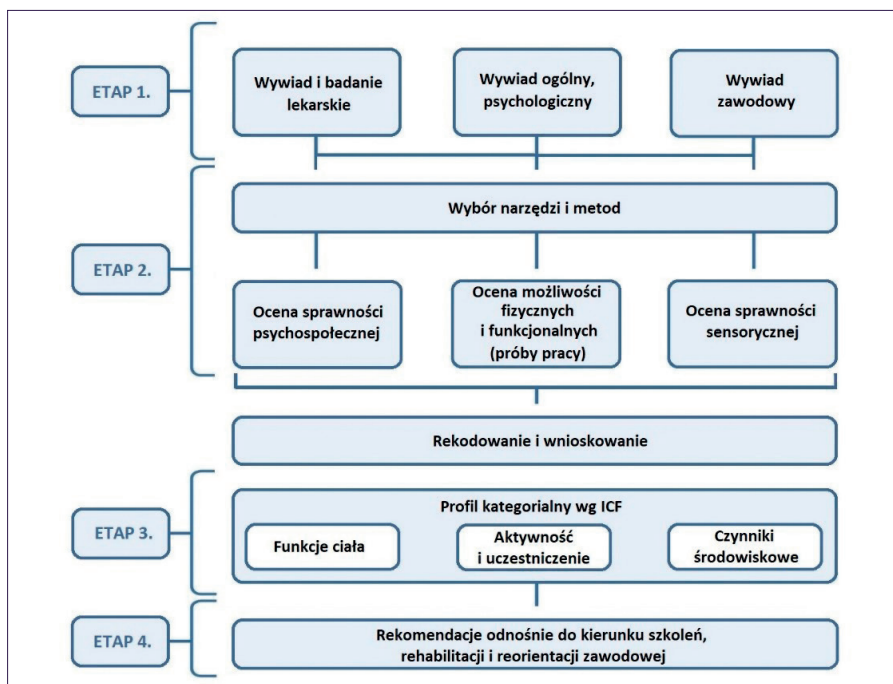 ETAP 1.
Wywiad i badanie
lekarskie
Wywiad ogólny,
psychologiczny
Wywiad
zawodowy
ETAP 2.
Wybór narzędzi i metod
Ocena sprawności
psychospołecznej
Ocena możliwości
fizycznych
i funkcjonalnych
(próby pracy)
Ocena sprawności
sensorycznej
Rekodowanie i wnioskowanie
ETAP 3.
Profil kategorialny wg ICF
Funkcje ciała
Aktywność
i uczestniczenie
Czynniki
środowiskowe
ETAP 4.
Rekomendacje odnośnie do kierunku szkoleń,
rehabilitacji i reorientacji zawodowej